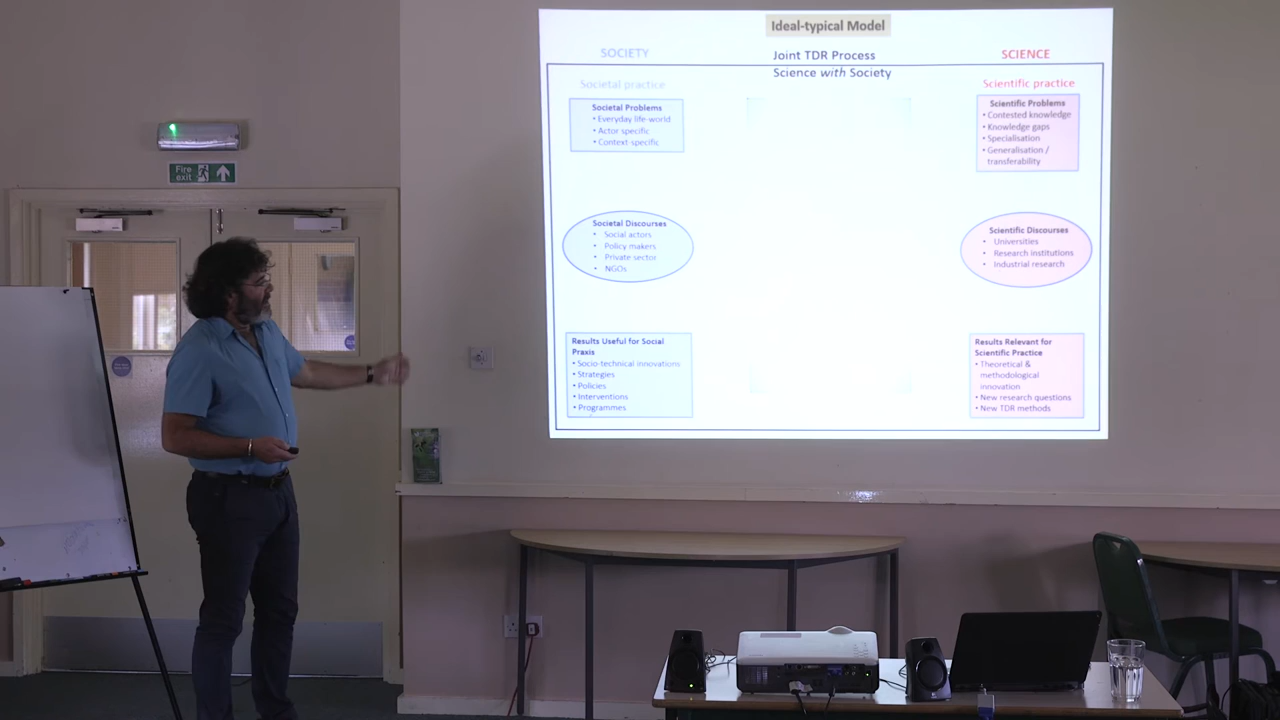 Ideal-typical Model
SOCIETY
Joint TDR Process
Science with Society
SCIENCE
Societal practice
Scientific practice
Societal Problems
• Everyday life-world
• Actor specific
• Context-specific
Scientific Problems
• Contested knowledge
• Knowledge gaps
• Specialisation
• Generalisation /
transferability
Societal Discourses
• Social actors
• Policy makers
• Private sector
• NGOs
Scientific Discourses
• Universities
• Research institutions
• Industrial research
Results Useful for Social
Praxis
• Socio-technical innovations
• Strategies
• Policies
• Interventions
• Programmes
Results Relevant for
Scientific Practice
• Theoretical &
methodological
innovation
• New research questions
• New TDR methods
Fire
exit